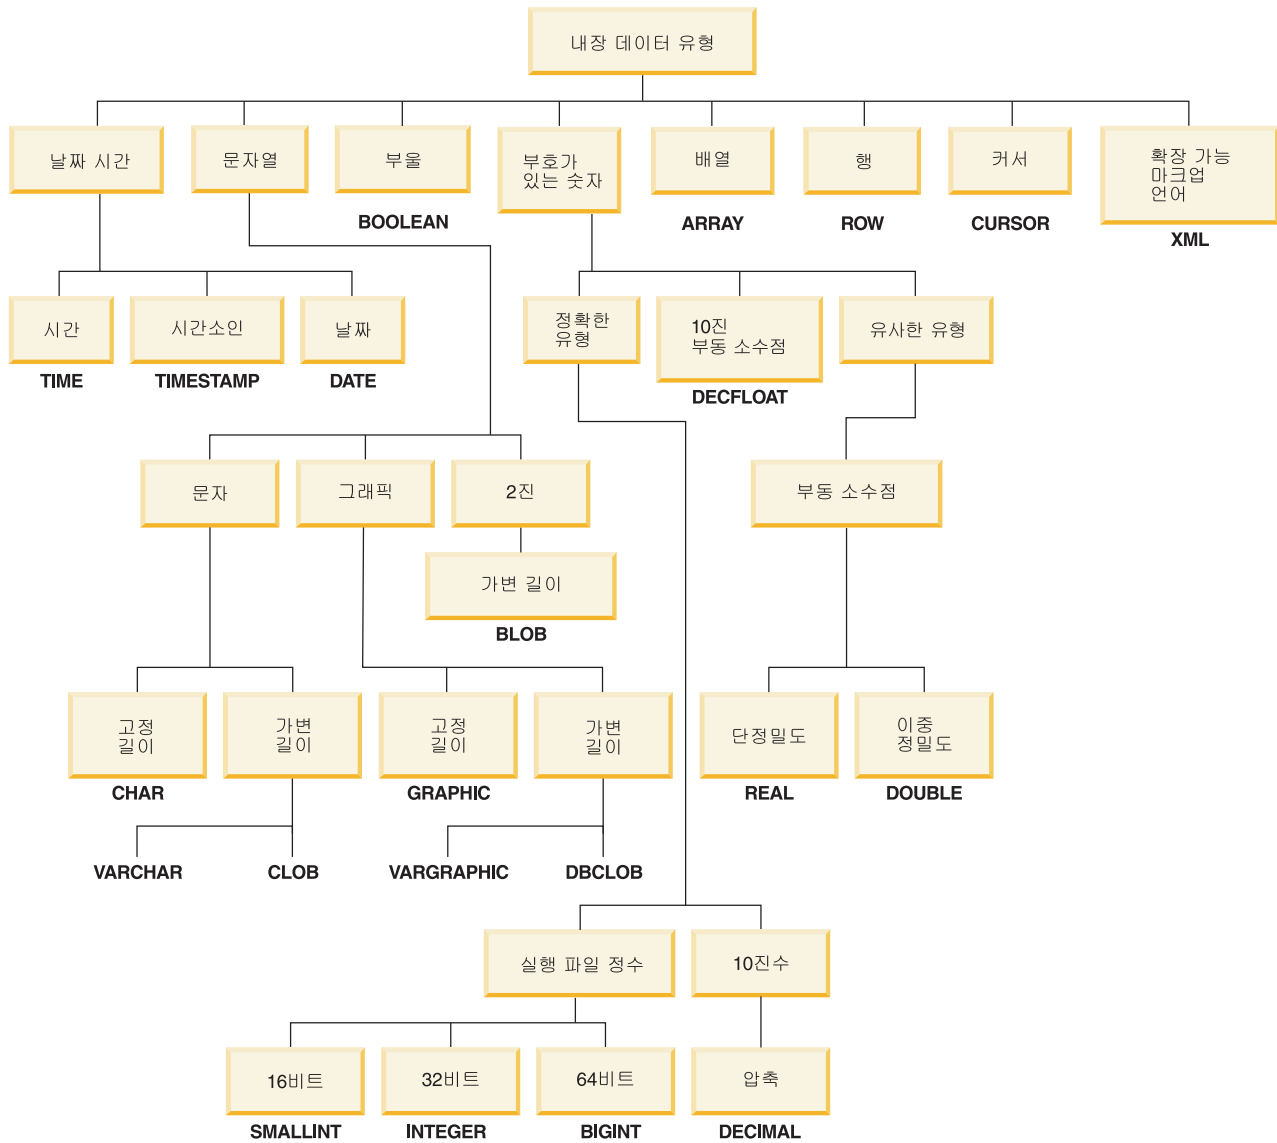 내장 데이터 유형
날짜 시간
문자열
부울
부호가
있는 숫자
배열
행
커서
확장 가능
마크업
언어
BOOLEAN
ARRAY
ROW
CURSOR
XML
시간
시간소인
날짜
정확한
유형
10진
부동 소수점
유사한 유형
TIME
TIMESTAMP
DATE
DECFLOAT
문자
그래픽
2진
부동 소수점
가변 길이
BLOB
고정
길이
가변
길이
고정
길이
가변
길이
단정밀도
이중
정밀도
CHAR
GRAPHIC
REAL
DOUBLE
VARCHAR
CLOB
VARGRAPHIC
DBCLOB
실행 파일 정수
10진수
16비트
32비트
64비트
압축
SMALLINT
INTEGER
BIGINT
DECIMAL